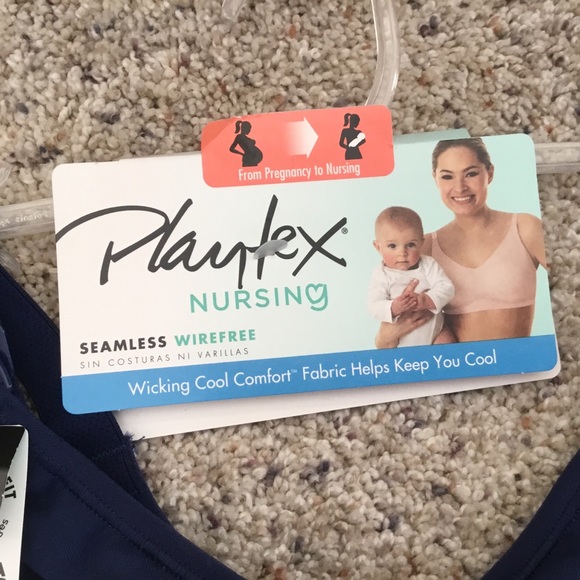 From Pregnancy to Nursing
Playtex®
NURSING
SEAMLESS WIREFREE
SIN COSTURAS NI VARILLAS
Wicking Cool Comfort™ Fabric Helps Keep You Cool